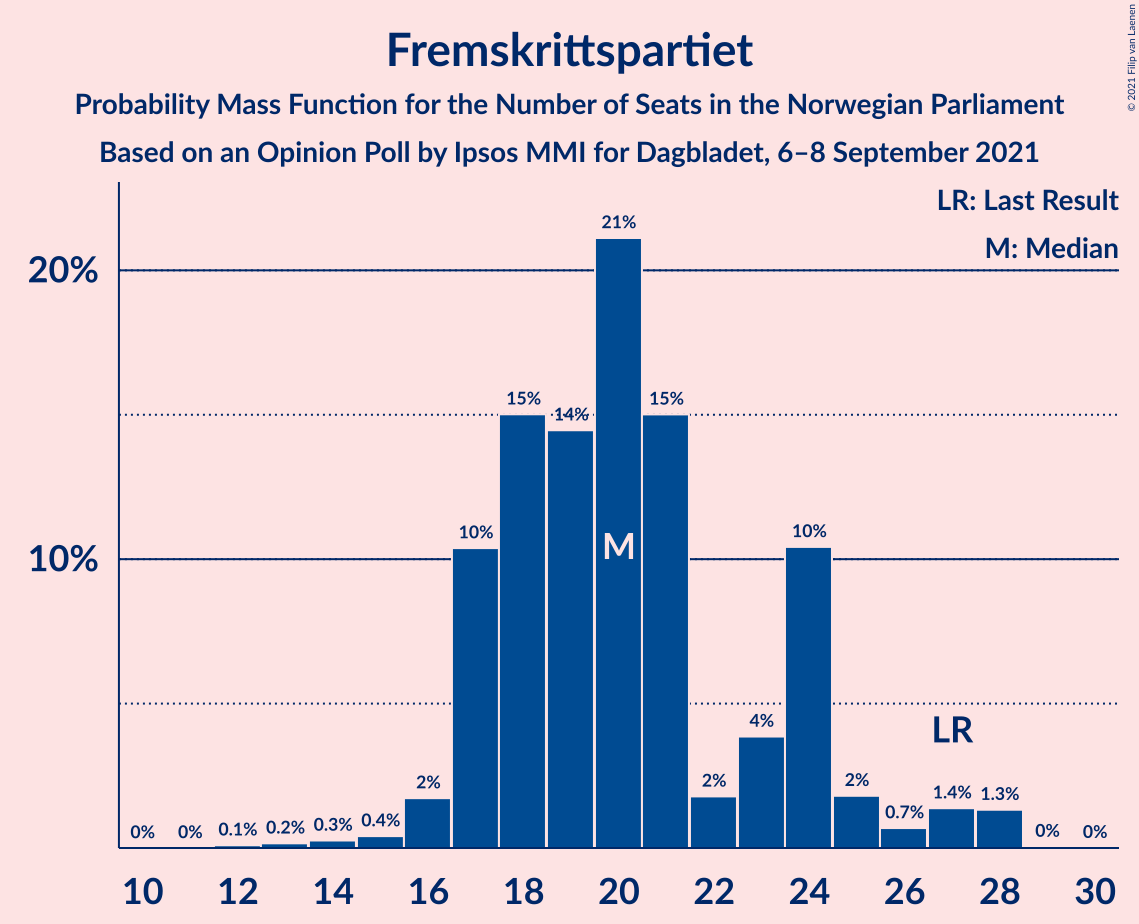 Fremskrittspartiet
Probability Mass Function for the Number of Seats in the Norwegian Parliament
Based on an Opinion Poll by Ipsos MMI for Dagbladet, 6–8 September 2021
© 2021 Filip van Laenen
LR: Last Result
M: Median
20%
10%
0% 0% 0.1% 0.2% 0.3% 0.4% 2% 10% 15% 14% 21% 15% 2% 4% 10% 2% 0.7% 1.4% 1.3% 0% 0%
M
LR
10 12 14 16 18 20 22 24 26 28 30